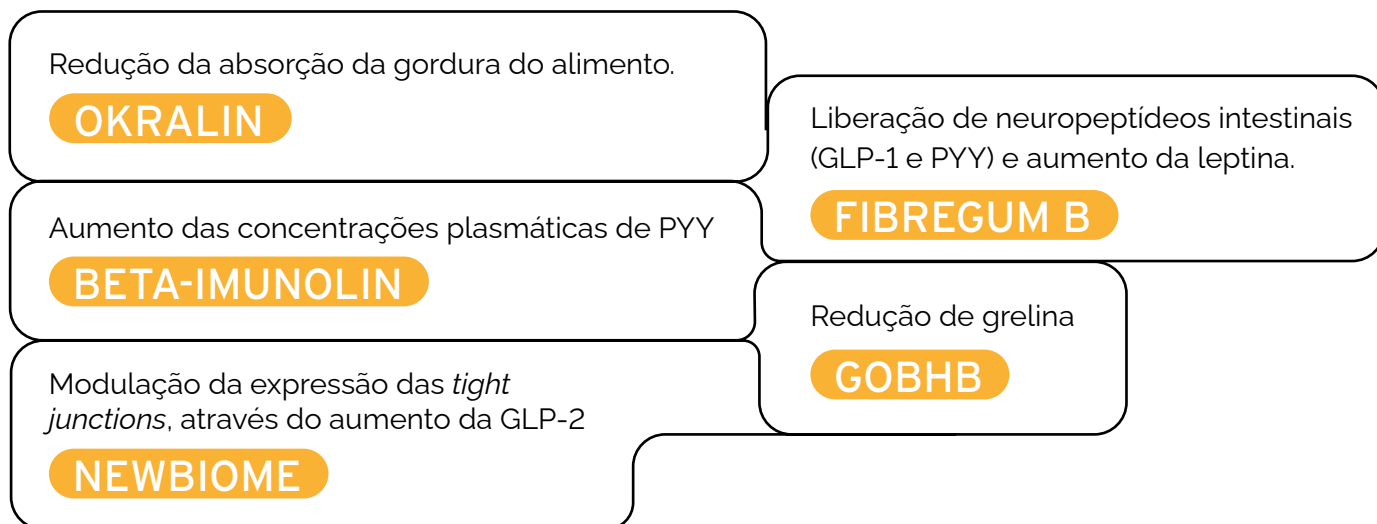 Redução da absorção da gordura do alimento.
OKRALIN
Liberação de neuropeptídeos intestinais
(GLP-1 e PYY) e aumento da leptina.
FIBREGUM B
Aumento das concentrações plasmáticas de PYY
BETA-IMUNOLIN
Redução de grelina
GOBHB
Modulação da expressão das tight
junctions, através do aumento da GLP-2
NEWBIOME